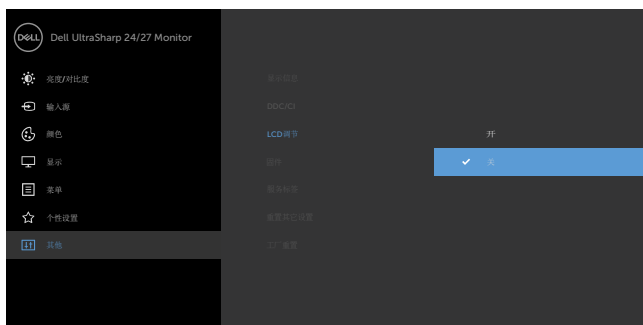 DELL
Dell UltraSharp 24/27 Monitor
亮度/对比度
输入源
颜色
显示
菜单
个性设置
其他
显示信息
DDC/CI
LCD调节
固件
服务标签
重置其它设置
重置
开
关